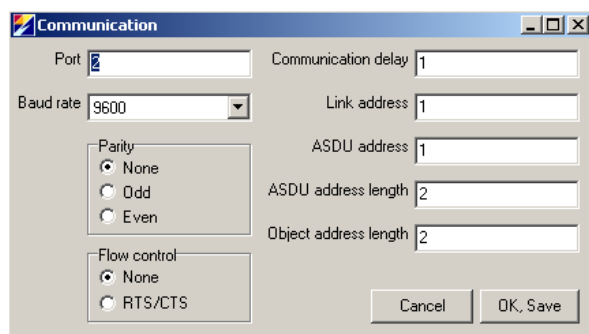 Communication
Port 2
Communication delay 1
Baud rate 9600
Link address 1
Parity
None
Odd
Even
ASDU address 1
ASDU address length 2
Object address length 2
Flow control
None
RTS/CTS
Cancel
OK, Save